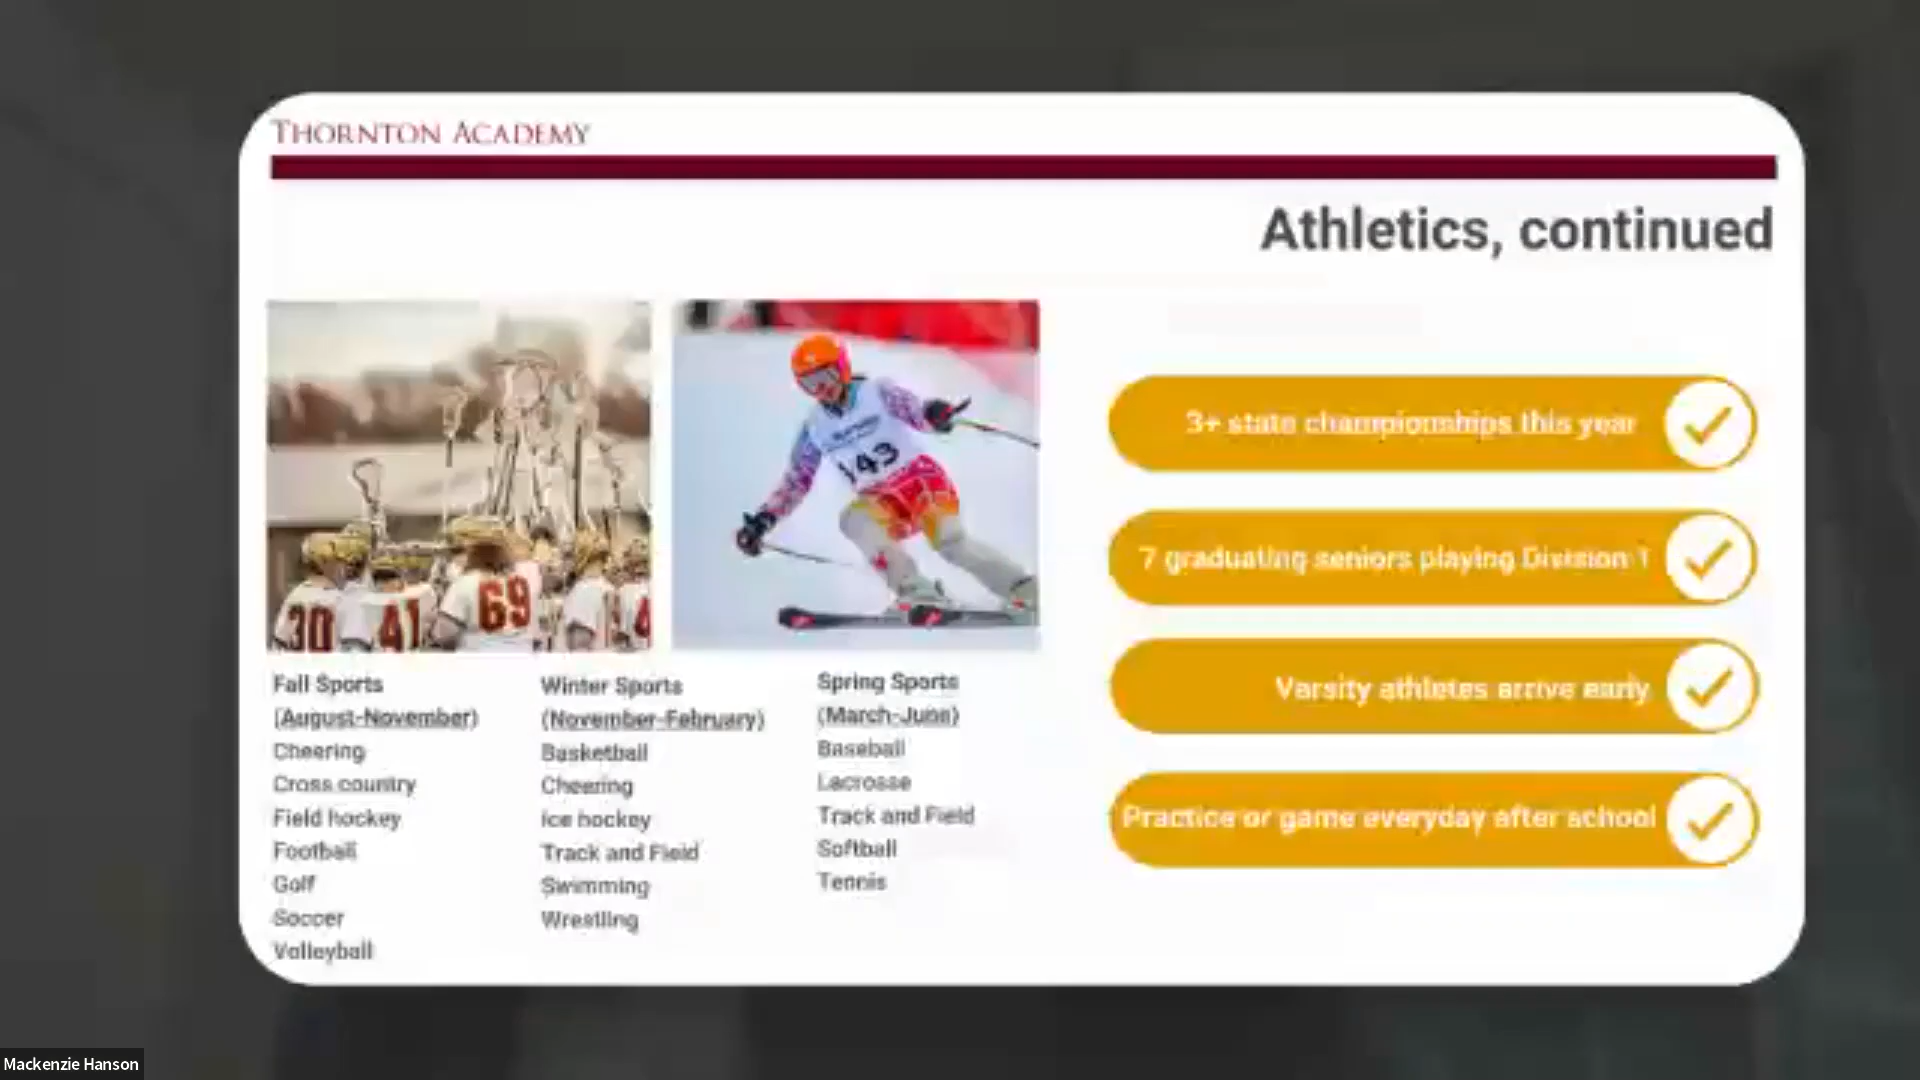 THORNTON ACADEMY
Athletics, continued
143
30 41 69 4
3+ state championships this year
7 graduating seniors playing Division 1
Varsity athletes arrive early
Practice or game everyday after school
Fall Sports
(August-November)
Cheering
Cross country
Field hockey
Football
Golf
Soccer
Volleyball
Winter Sports
(November-February)
Basketball
Cheering
Ice hockey
Track and Field
Swimming
Wrestling
Spring Sports
(March-June)
Baseball
Lacrosse
Track and Field
Softball
Tennis
Mackenzie Hanson